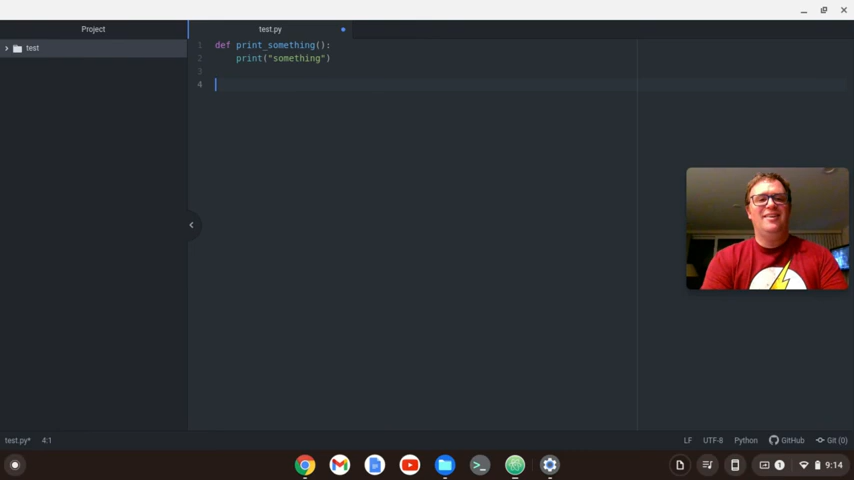 Project
test.py
test
1 def print_something():
2 print("something")
3
4
test.py*
4:1
LF
UTF-8
Python
GitHub
Git (0)
1
9:14